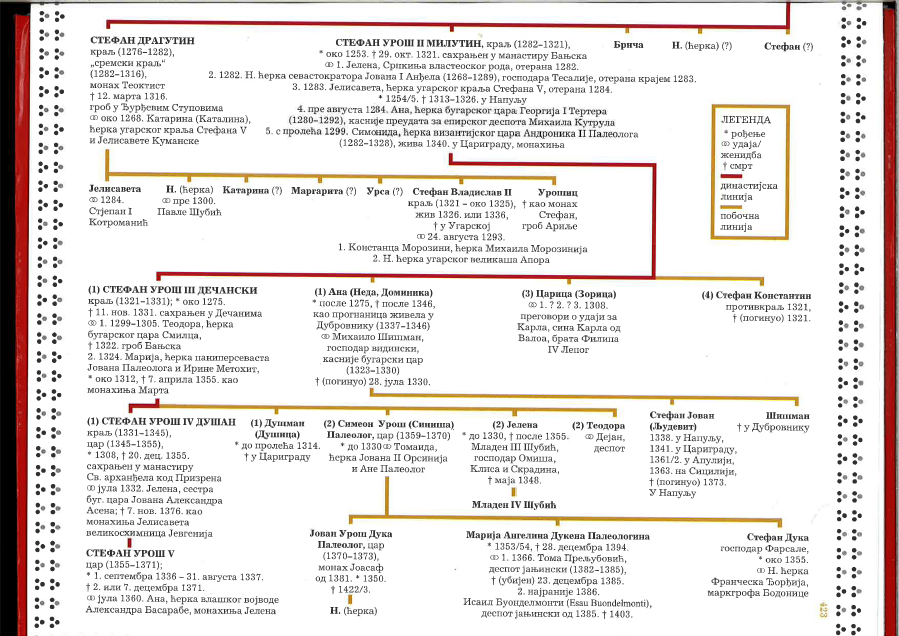 СТЕФАН ДРАГУТИН
краљ (1276–1282),
„сремски краљ“
(1282–1316),
монах Теоктист
† 12. марта 1316.
гроб у Ђурђевим Ступовима
⚭ око 1268. Катарина (Каталина),
ћерка угарског краља Стефана V
и Јелисавете Куманске
СТЕФАН УРОШ II МИЛУТИН, краљ (1282–1321),
* око 1253. † 29. окт. 1321. сахрањен у манастиру Бањска
⚭ 1. Јелена, Српкиња властеоског рода, отерана 1282.
2. 1282. Н. ћерка севастократора Јована I Анђела (1268–1289), господара Тесалије, отерана крајем 1283.
3. 1283. Јелисавета, ћерка угарског краља Стефана V, отерана 1284.
* 1254/5. † 1313–1326. у Напуљу
4. пре августа 1284. Ана, ћерка бугарског цара Георгија I Тертера
(1280–1292), касније преудата за епирског деспота Михаила Кутрула
5. с пролећа 1299. Симонида, ћерка византијског цара Андроника II Палеолога
(1282–1328), жива 1340. у Цариграду, монахиња
Брнча
Н. (ћерка) (?)
Стефан (?)
ЛЕГЕНДА
* рођење
⚭ удаја/
женидба
† смрт
династијска
линија
побочна
линија
Јелисавета
⚭ 1284.
Стјепан I
Котроманић
Н. (ћерка)
⚭ пре 1300.
Павле Шубић
Катарина (?)
Маргарита (?)
Урса (?)
Стефан Владислав II
краљ (1321 – око 1325),
жив 1326. или 1336,
† у Угарској
⚭ 24. августа 1293.
1. Констанца Морозини, ћерка Михаила Морозинија
2. Н. ћерка угарског великаша Апора
Урошиц
† као монах
Стефан,
гроб Ариље
(1) СТЕФАН УРОШ III ДЕЧАНСКИ
краљ (1321–1331); * око 1275.
† 11. нов. 1331. сахрањен у Дечанима
⚭ 1. 1299–1305. Теодора, ћерка
бугарског цара Смилца,
† 1322. гроб Бањска
2. 1324. Марија, ћерка паниперсеваста
Јована Палеолога и Ирине Метохит,
* око 1312, † 7. априла 1355. као
монахиња Марта
(1) Ана (Неда, Доминика)
* после 1275, † после 1346,
као прогнаница живела у
Дубровнику (1337–1346)
⚭ Михаило Шишман,
господар видински,
касније бугарски цар
(1323–1330)
† (погинуо) 28. јула 1330.
(3) Царица (Зорица)
⚭ 1. ? 2. ? 3. 1308.
преговори о удаји за
Карла, сина Карла од
Валоа, брата Филипа
IV Лепог
(4) Стефан Константин
противкраљ 1321,
† (погинуо) 1321.
(1) СТЕФАН УРОШ IV ДУШАН
краљ (1331–1345),
цар (1345–1355),
* 1308, † 20. дец. 1355.
сахрањен у манастиру
Св. арханђела код Призрена
⚭ јула 1332. Јелена, сестра
буг. цара Јована Александра
Асена; † 7. нов. 1376. као
монахиња Јелисавета
великосхимница Јевгенија
(1) Душман
(Душица)
* до пролећа 1314.
† у Цариграду
(2) Симеон Урош (Синиша)
Палеолог, цар (1359–1370)
* до 1330 ⚭ Томаида,
ћерка Јована II Орсинија
и Ане Палеолог
(2) Јелена
* до 1330, † после 1355.
Младен III Шубић,
господар Омиша,
Клиса и Скрадина,
† маја 1348.
Младен IV Шубић
(2) Теодора
⚭ Дејан,
деспот
Стефан Јован
(Људевит)
1338. у Напуљу,
1341. у Цариграду,
1361/2. у Апулији,
1363. на Сицилији,
† (погинуо) 1373.
У Напуљу
Шишман
† у Дубровнику
СТЕФАН УРОШ V
цар (1355–1371);
* 1. септембра 1336 – 31. августа 1337.
† 2. или 7. децембра 1371.
⚭ јула 1360. Ана, ћерка влашког војводе
Александра Басарабе, монахиња Јелена
Јован Урош Дука
Палеолог, цар
(1370–1373),
монах Јоасаф
од 1381. * 1350.
† 1422/3.
Н. (ћерка)
Марија Ангелина Дукена Палеологина
* 1353/54, † 28. децембра 1394.
⚭ 1. 1366. Тома Прељубовић,
деспот јањински (1382–1385),
† (убијен) 23. децембра 1385.
2. најраније 1386.
Исаил Буонделмонти (Esau Buondelmonti),
деспот јањински од 1385. † 1403.
Стефан Дука
господар Фарсале,
* око 1355.
⚭ Н. ћерка
Франческа Ђорђија,
маркгрофа Бодонице
423